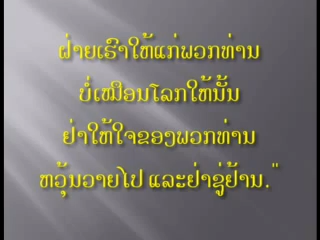 ຝ່າຍເຮົາໃຫ້ແກ່ພວກທ່ານ
ບໍ່ເໝືອນໂລກໃຫ້ນັ້ນ
ຢ່າໃຫ້ໃຈຂອງພວກທ່ານ
ຫວຸ້ນວາຍໄປ ແລະຢ່າຊູ່ຢ້ານ."